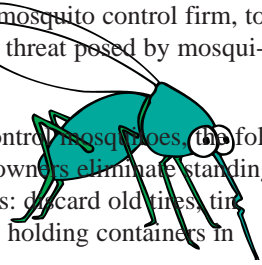 mosquito control firm, to
threat posed by mosqui-
control mosquitoes, the fol
owners eliminate standing
s: discard old tires, tin
holding containers in